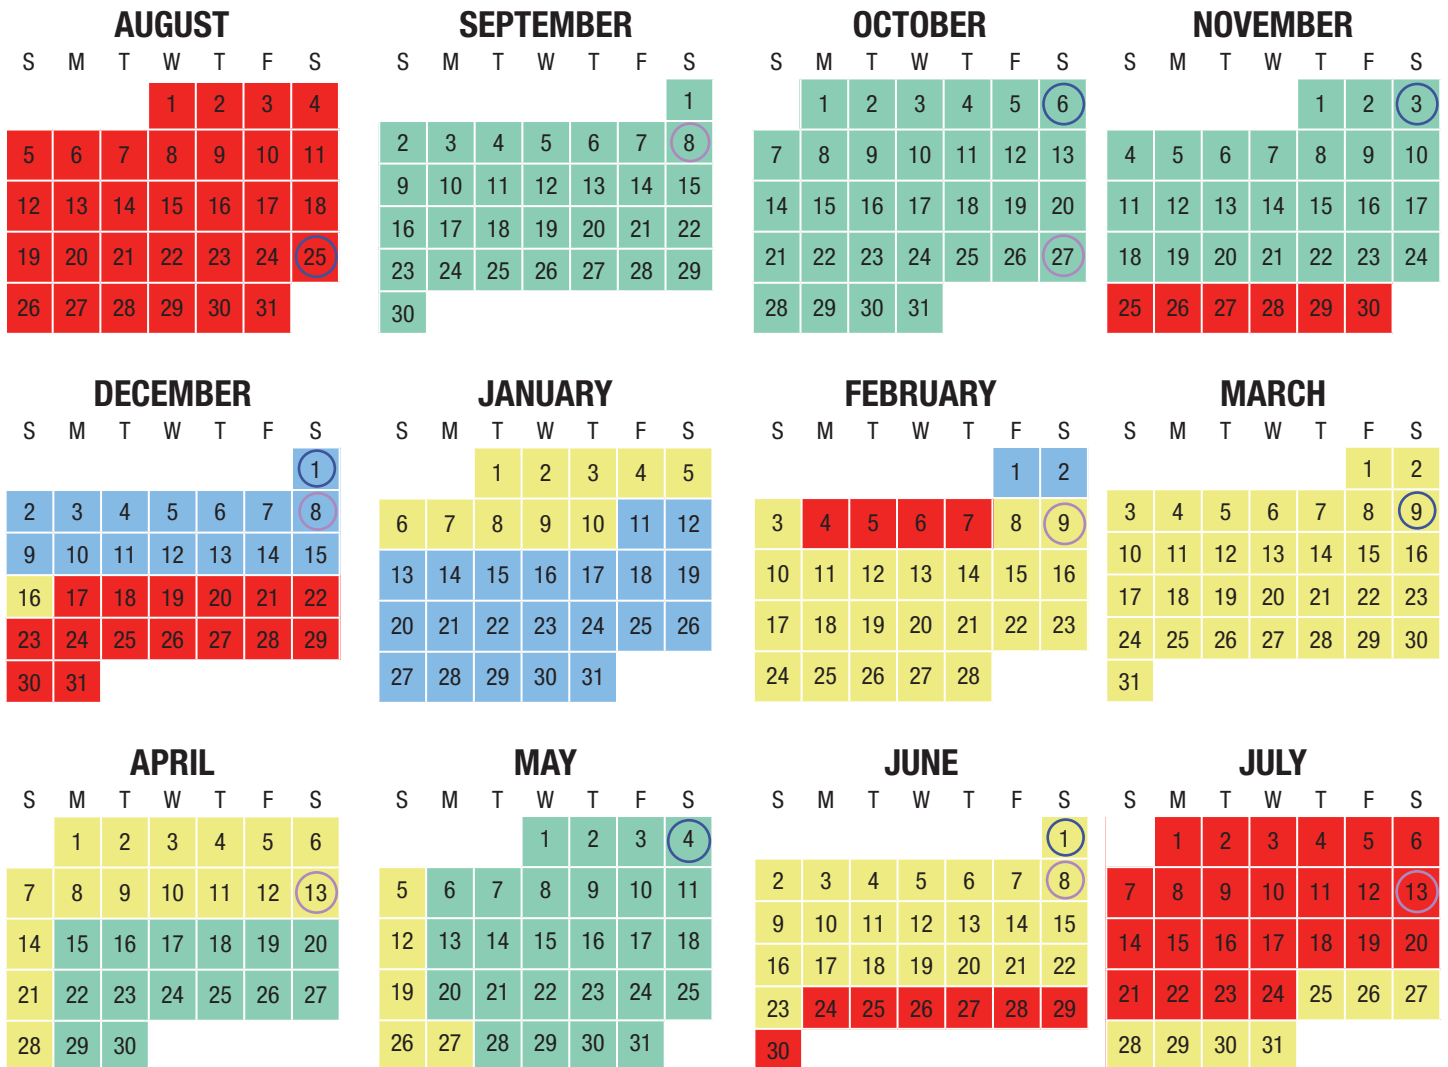 AUGUST
S M T W T F S
1 2 3 4
5 6 7 8 9 10 11
12 13 14 15 16 17 18
19 20 21 22 23 24 25
26 27 28 29 30 31
SEPTEMBER
S M T W T F S
1
2 3 4 5 6 7 8
9 10 11 12 13 14 15
16 17 18 19 20 21 22
23 24 25 26 27 28 29
30
OCTOBER
S M T W T F S
1 2 3 4 5 6
7 8 9 10 11 12 13
14 15 16 17 18 19 20
21 22 23 24 25 26 27
28 29 30 31
NOVEMBER
S M T W T F S
1 2 3
4 5 6 7 8 9 10
11 12 13 14 15 16 17
18 19 20 21 22 23 24
25 26 27 28 29 30
DECEMBER
S M T W T F S
1
2 3 4 5 6 7 8
9 10 11 12 13 14 15
16 17 18 19 20 21 22
23 24 25 26 27 28 29
30 31
JANUARY
S M T W T F S
1 2 3 4 5
6 7 8 9 10 11 12
13 14 15 16 17 18 19
20 21 22 23 24 25 26
27 28 29 30 31
FEBRUARY
S M T W T F S
1 2
3 4 5 6 7 8 9
10 11 12 13 14 15 16
17 18 19 20 21 22 23
24 25 26 27 28
MARCH
S M T W T F S
1 2
3 4 5 6 7 8 9
10 11 12 13 14 15 16
17 18 19 20 21 22 23
24 25 26 27 28 29 30
31
APRIL
S M T W T F S
1 2 3 4 5 6
7 8 9 10 11 12 13
14 15 16 17 18 19 20
21 22 23 24 25 26 27
28 29 30
MAY
S M T W T F S
1 2 3 4
5 6 7 8 9 10 11
12 13 14 15 16 17 18
19 20 21 22 23 24 25
26 27 28 29 30 31
JUNE
S M T W T F S
1
2 3 4 5 6 7 8
9 10 11 12 13 14 15
16 17 18 19 20 21 22
23 24 25 26 27 28 29
30
JULY
S M T W T F S
1 2 3 4 5 6
7 8 9 10 11 12 13
14 15 16 17 18 19 20
21 22 23 24 25 26 27
28 29 30 31